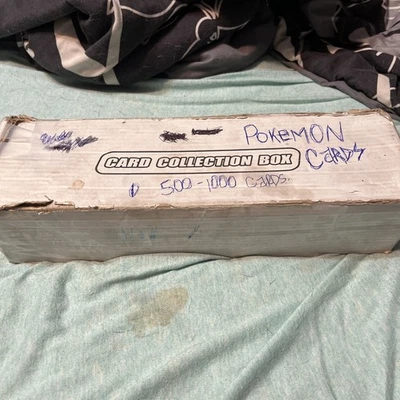 POKEMON
CARDS
CARD COLLECTION BOX
500-1000 CARDS.